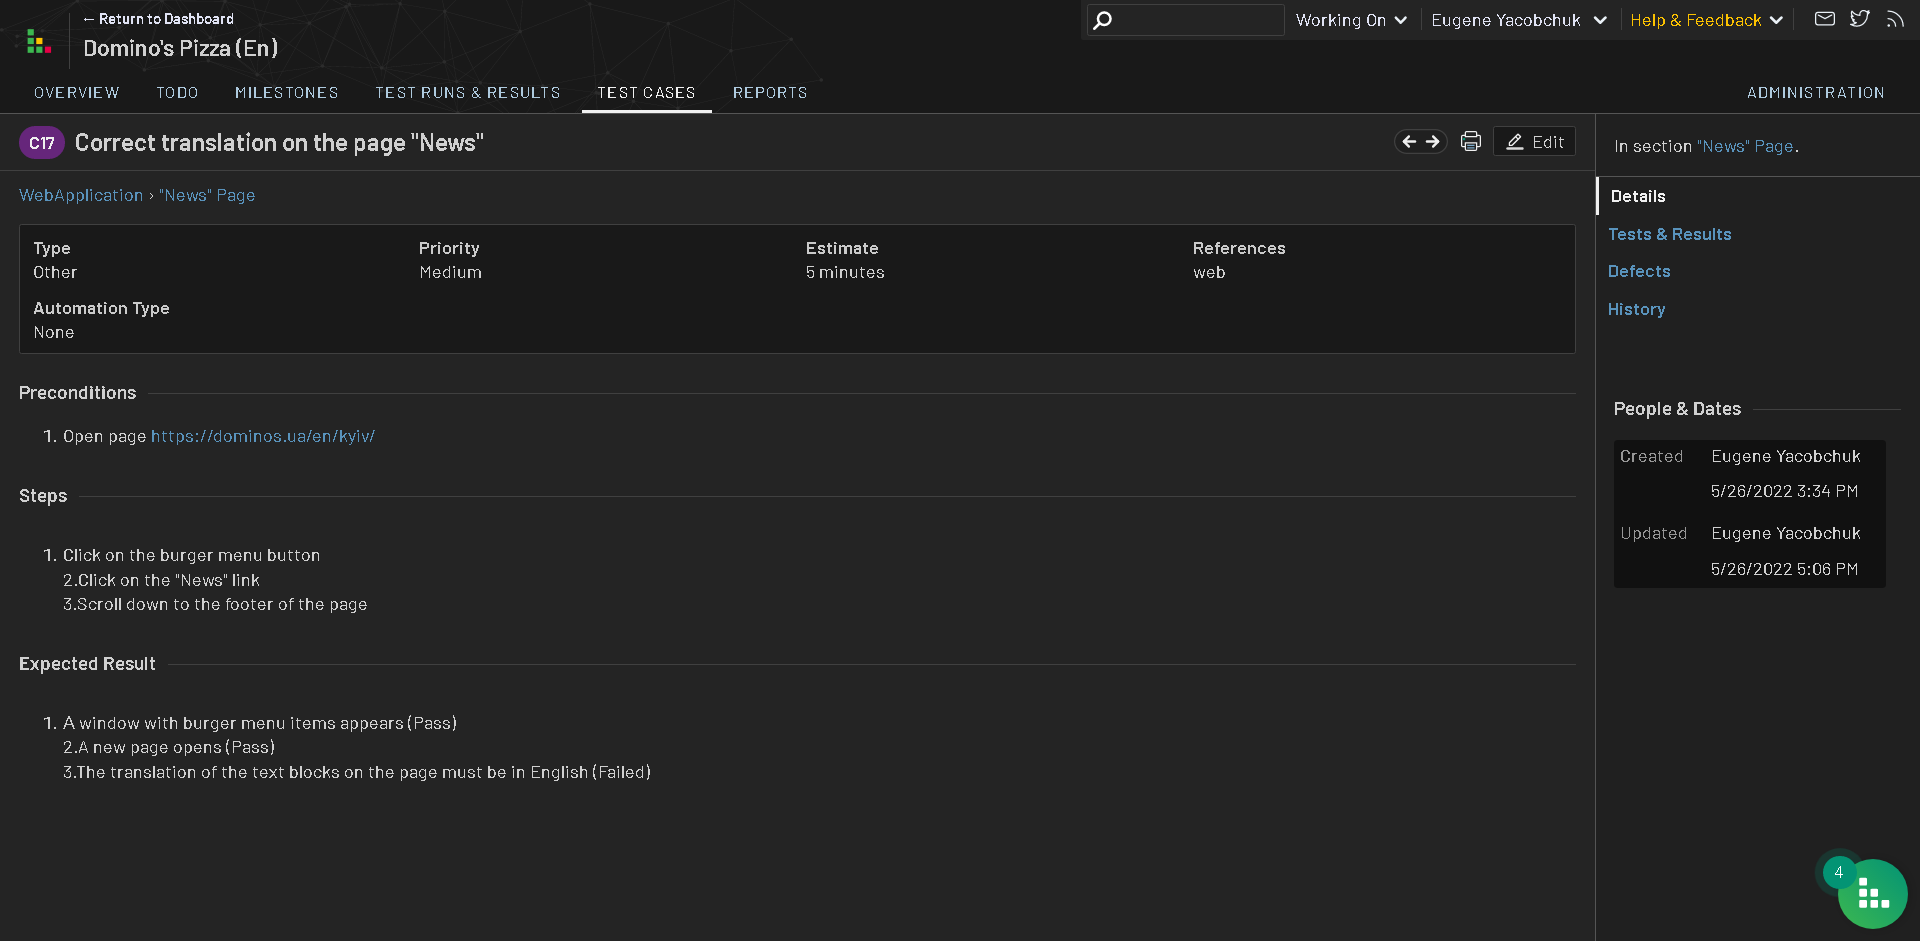 ← Return to Dashboard
Domino's Pizza (En)
Working On
Eugene Yacobchuk
Help & Feedback
OVERVIEW TODO MILESTONES TEST RUNS & RESULTS TEST CASES REPORTS ADMINISTRATION
C17 Correct translation on the page "News"
Edit
WebApplication › "News" Page
Type Priority Estimate References
Other Medium 5 minutes web
Automation Type
None
Preconditions
1. Open page https://dominos.ua/en/kyiv/
Steps
1. Click on the burger menu button
2.Click on the "News" link
3.Scroll down to the footer of the page
Expected Result
1. A window with burger menu items appears (Pass)
2.A new page opens (Pass)
3.The translation of the text blocks on the page must be in English (Failed)
In section "News" Page.
Details
Tests & Results
Defects
History
People & Dates
Created Eugene Yacobchuk
5/26/2022 3:34 PM
Updated Eugene Yacobchuk
5/26/2022 5:06 PM
4